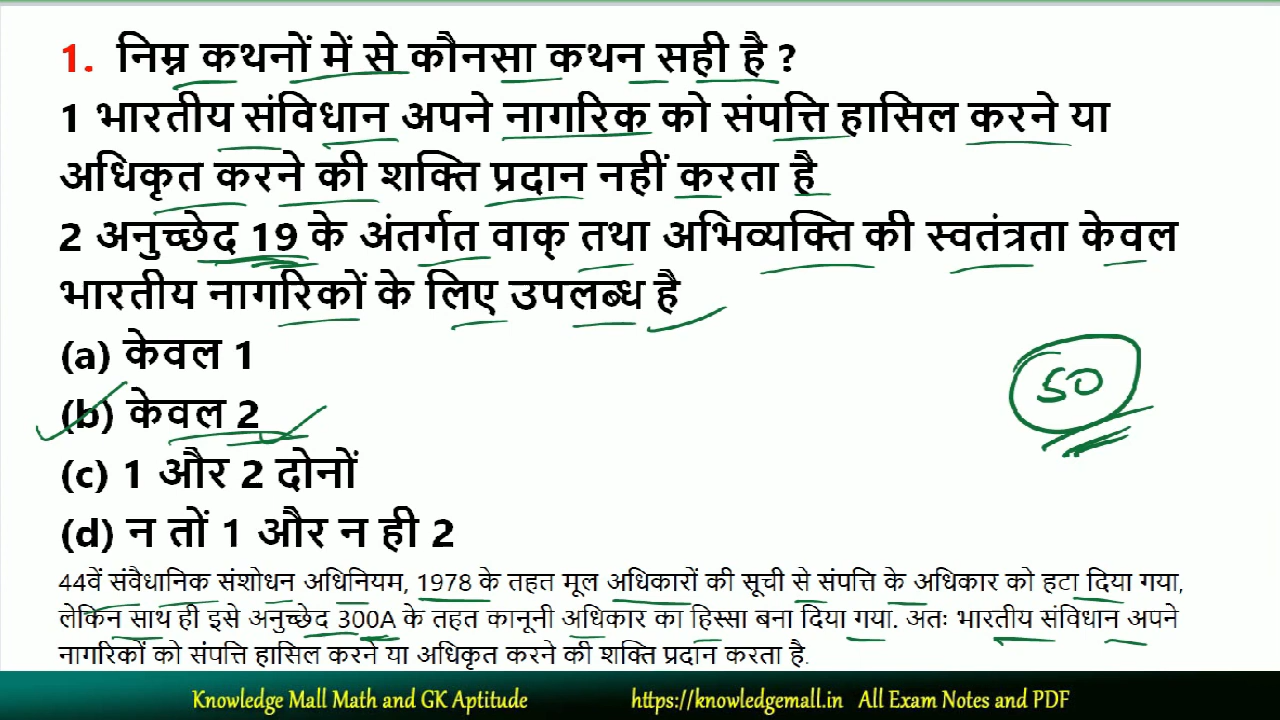 1. निम्न कथनों में से कौनसा कथन सही है ?
1 भारतीय संविधान अपने नागरिक को संपत्ति हासिल करने या
अधिकृत करने की शक्ति प्रदान नहीं करता है
2 अनुच्छेद 19 के अंतर्गत वाक् तथा अभिव्यक्ति की स्वतंत्रता केवल
भारतीय नागरिकों के लिए उपलब्ध है
(a) केवल 1
50
(b) केवल 2
(c) 1 और 2 दोनों
(d) न तों 1 और न ही 2
44वें संवैधानिक संशोधन अधिनियम, 1978 के तहत मूल अधिकारों की सूची से संपत्ति के अधिकार को हटा दिया गया,
लेकिन साथ ही इसे अनुच्छेद 300A के तहत कानूनी अधिकार का हिस्सा बना दिया गया. अतः भारतीय संविधान अपने
नागरिकों को संपत्ति हासिल करने या अधिकृत करने की शक्ति प्रदान करता है.
Knowledge Mall Math and GK Aptitude https://knowledgemall.in All Exam Notes and PDF